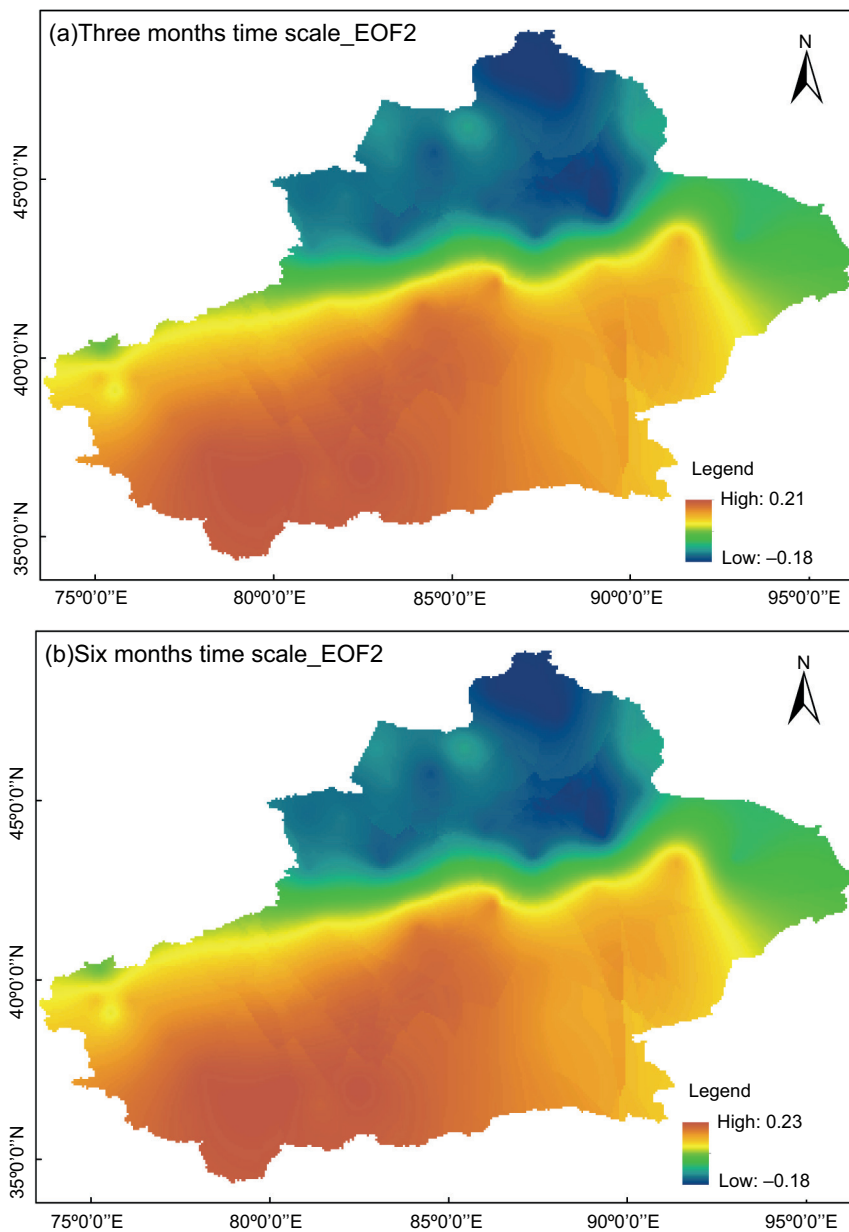 (a)Three months time scale_EOF2
N
45º0'0''N
40º0'0''N
35º0'0''N
Legend
High: 0.21
Low: –0.18
75º0'0''E 80º0'0''E 85º0'0''E 90º0'0''E 95º0'0''E
(b)Six months time scale_EOF2
N
45º0'0''N
40º0'0''N
35º0'0''N
Legend
High: 0.23
Low: –0.18
75º0'0''E 80º0'0''E 85º0'0''E 90º0'0''E 95º0'0''E